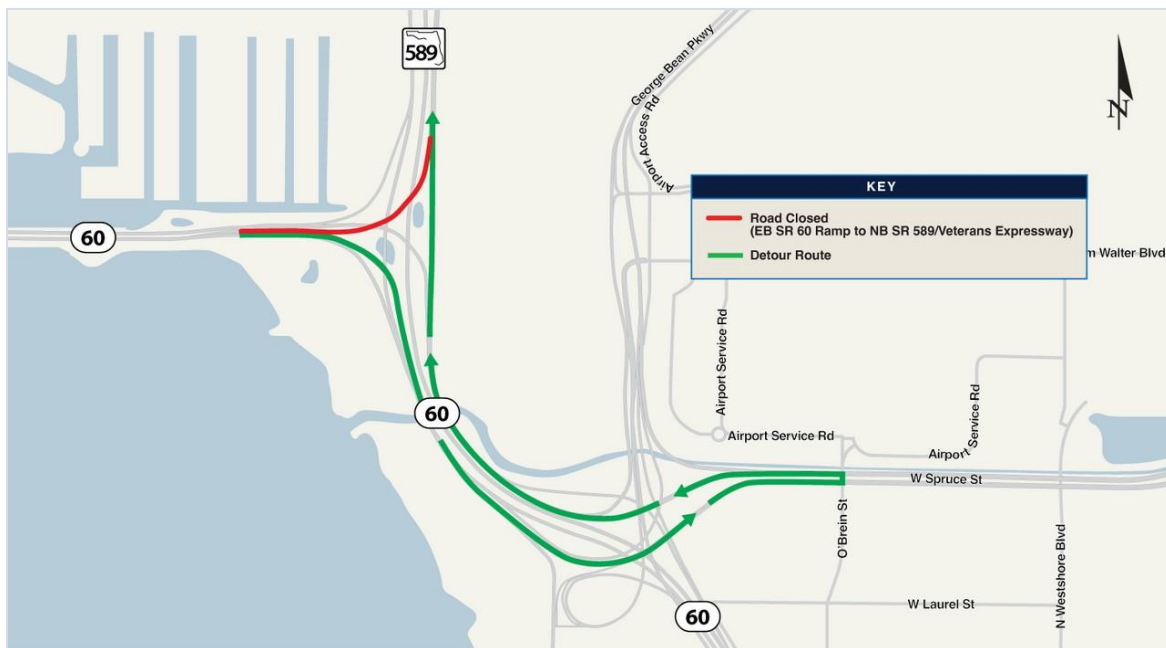 589
George Bean Pkwy
Airport Access Rd
N
KEY
Road Closed
(EB SR 60 Ramp to NB SR 589/Veterans Expressway)
Detour Route
60
m Walter Blvd
Airport Service Rd
60
Airport Service Rd
Airport Service Rd
W Spruce St
O'Brein St
N Westshore Blvd
W Laurel St
60